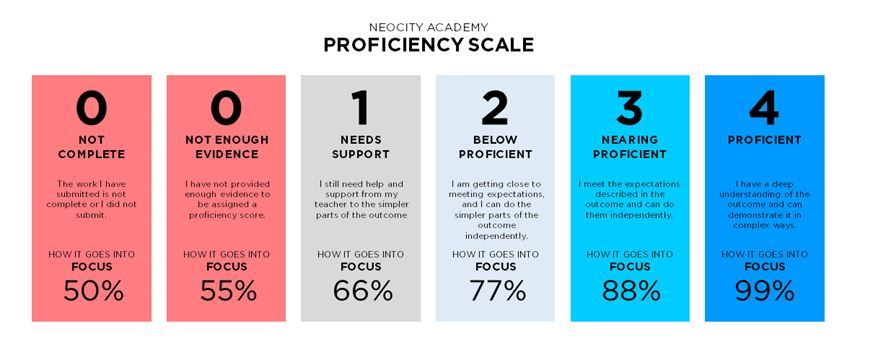 NEOCITY ACADEMY
PROFICIENCY SCALE
0
NOT
COMPLETE
The work I have
submitted is not
complete or I did not
submit.
HOW IT GOES INTO
FOCUS
50%
0
NOT ENOUGH
EVIDENCE
I have not provided
enough evidence to
be assigned a
proficiency score.
HOW IT GOES INTO
FOCUS
55%
1
NEEDS
SUPPORT
I still need help and
support from my
teacher to the simpler
parts of the outcome
HOW IT GOES INTO
FOCUS
66%
2
BELOW
PROFICIENT
I am getting close to
meeting expectations,
and I can do the
simpler parts of the
outcome
independently.
HOW IT GOES INTO
FOCUS
77%
3
NEARING
PROFICIENT
I meet the expectations
described in the
outcome and can do
them independently.
HOW IT GOES INTO
FOCUS
88%
4
PROFICIENT
I have a deep
understanding of the
outcome and can
demonstrate it in
complex ways.
HOW IT GOES INTO
FOCUS
99%